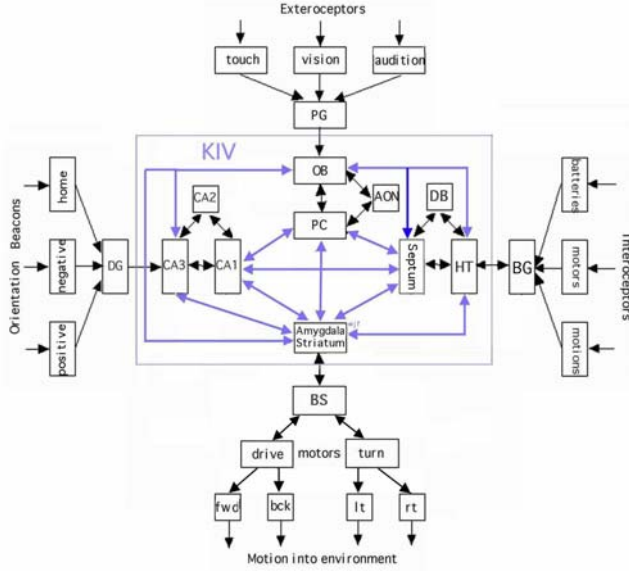 Exteroceptors
touch
vision
audition
PG
KIV
OB
AON
PC
CA2
CA3
CA1
DB
Septum
HT
Amygdala
Striatum
DG
BG
Orientation Beacons
home
negative
positive
Interoceptors
batteries
motors
motions
BS
drive
motors
turn
fwd
bck
lt
rt
Motion into environment